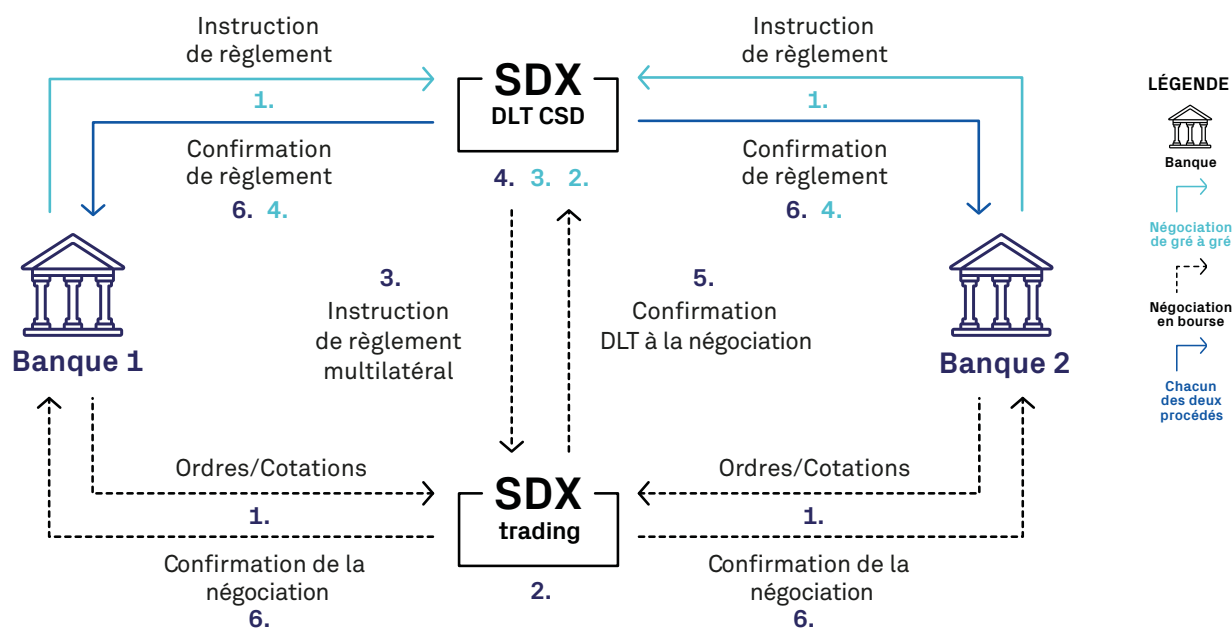 Instruction
de règlement
1.
Confirmation
de règlement
6. 4.
SDX
DLT CSD
4. 3. 2.
Instruction
de règlement
1.
Confirmation
de règlement
6. 4.
Banque 1
3.
Instruction
de règlement
multilatéral
5.
Confirmation
DLT à la négociation
Banque 2
Ordres/Cotations
1.
Confirmation de la
négociation
6.
SDX
trading
2.
Ordres/Cotations
1.
Confirmation de la
négociation
6.
LÉGENDE
Banque
Négociation
de gré à gré
Négociation
en bourse
Chacun
des deux
procédés